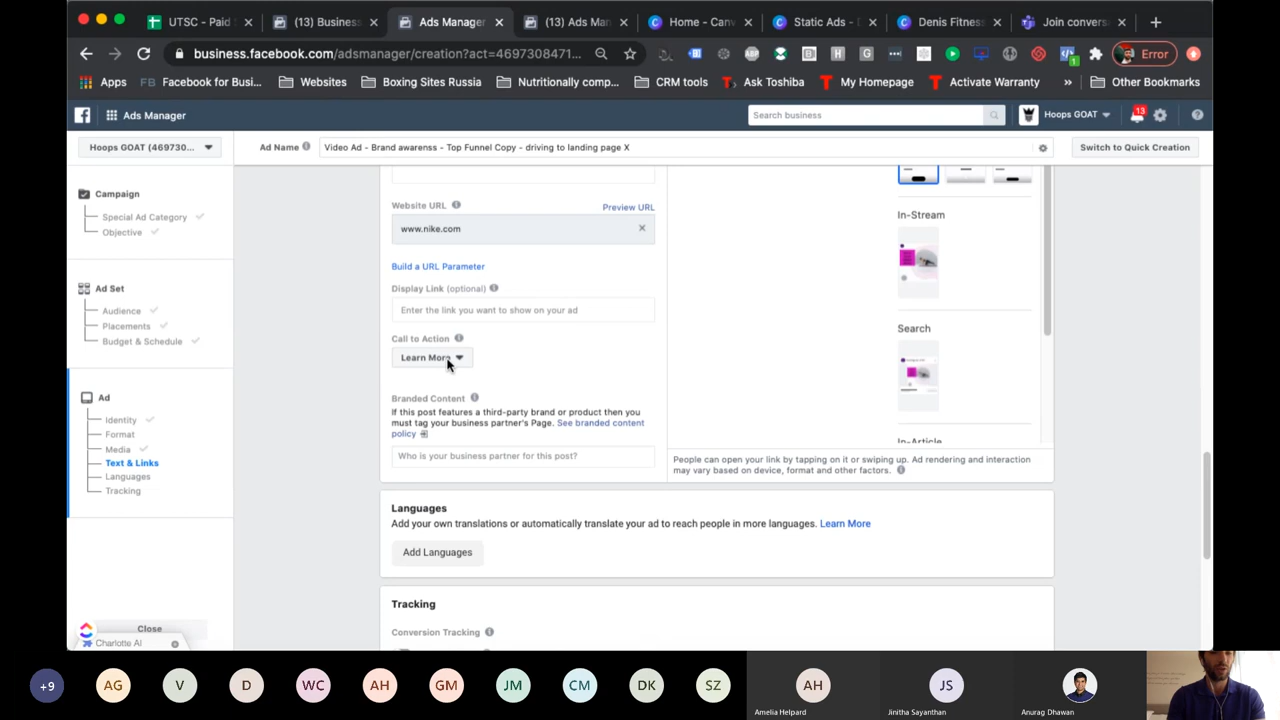 UTSC - Paid S
(13) Business
Ads Manager
(13) Ads Man
Home - Canv
Static Ads - 
Denis Fitness
Join convers
business.facebook.com/adsmanager/creation?act=4697308471...
Error
Apps
Facebook for Busi...
Websites
Boxing Sites Russia
Nutritionally comp...
CRM tools
Ask Toshiba
My Homepage
Activate Warranty
»
Other Bookmarks
Ads Manager
Search business
Hoops GOAT
13
Hoops GOAT (469730...
Ad Name
Video Ad - Brand awarenss - Top Funnel Copy - driving to landing page X
Switch to Quick Creation
Campaign
Special Ad Category
Objective
Ad Set
Audience
Placements
Budget & Schedule
Ad
Identity
Format
Media
Text & Links
Languages
Tracking
Close
Charlotte AI
Website URL
Preview URL
www.nike.com
Build a URL Parameter
Display Link (optional)
Enter the link you want to show on your ad
Call to Action
Learn More
Branded Content
If this post features a third-party brand or product then you
must tag your business partner's Page. See branded content
policy
Who is your business partner for this post?
In-Stream
Search
In-Article
People can open your link by tapping on it or swiping up. Ad rendering and interaction
may vary based on device, format and other factors.
Languages
Add your own translations or automatically translate your ad to reach people in more languages. Learn More
Add Languages
Tracking
Conversion Tracking
+9
AG
V
D
WC
AH
GM
JM
CM
DK
SZ
AH
Amelia Helpard
JS
Jinitha Sayanthan
Anurag Dhawan